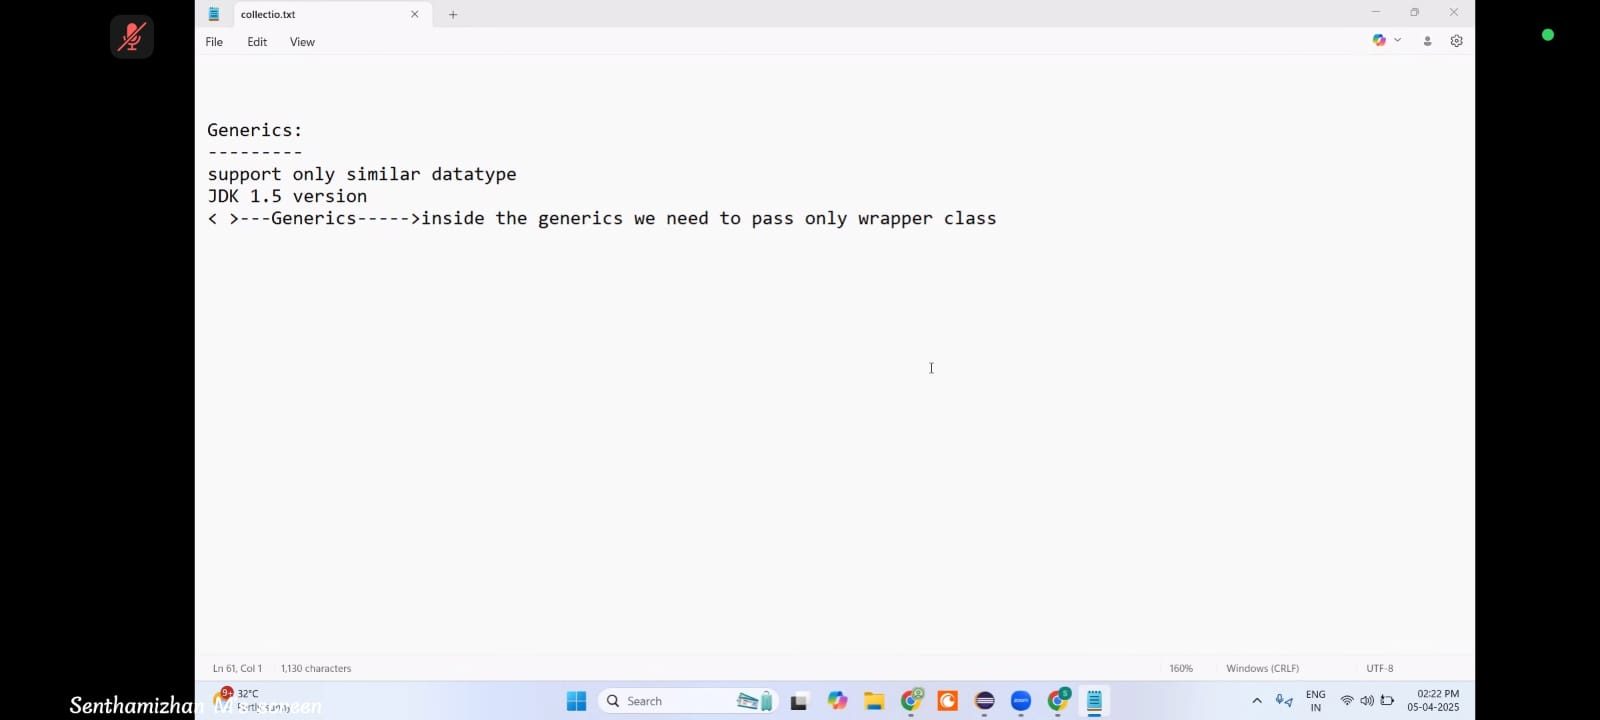 collectio.txt
File Edit View
Generics:
---------
support only similar datatype
JDK 1.5 version
< >---Generics----->inside the generics we need to pass only wrapper class
Ln 61, Col 1 1,130 characters 160% Windows (CRLF) UTF-8
9+ 32°C Search ENG 02:22 PM
IN 05-04-2025
Senthamizhan M's screen